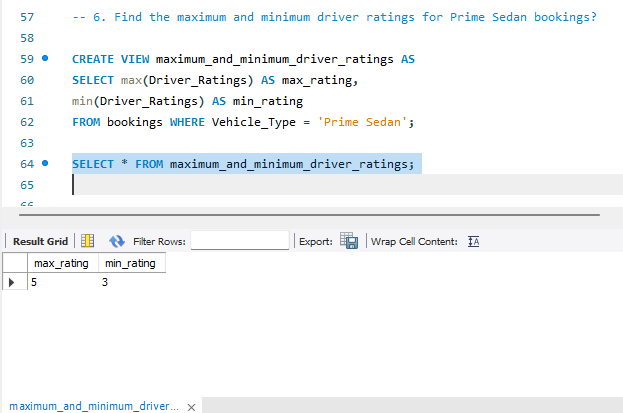 57 -- 6. Find the maximum and minimum driver ratings for Prime Sedan bookings?
58
59 CREATE VIEW maximum_and_minimum_driver_ratings AS
60 SELECT max(Driver_Ratings) AS max_rating,
61 min(Driver_Ratings) AS min_rating
62 FROM bookings WHERE Vehicle_Type = 'Prime Sedan';
63
64 SELECT * FROM maximum_and_minimum_driver_ratings;
65
66
Result Grid Filter Rows: Export: Wrap Cell Content: IA
max_rating min_rating
5 3
maximum_and_minimum_driver... ×